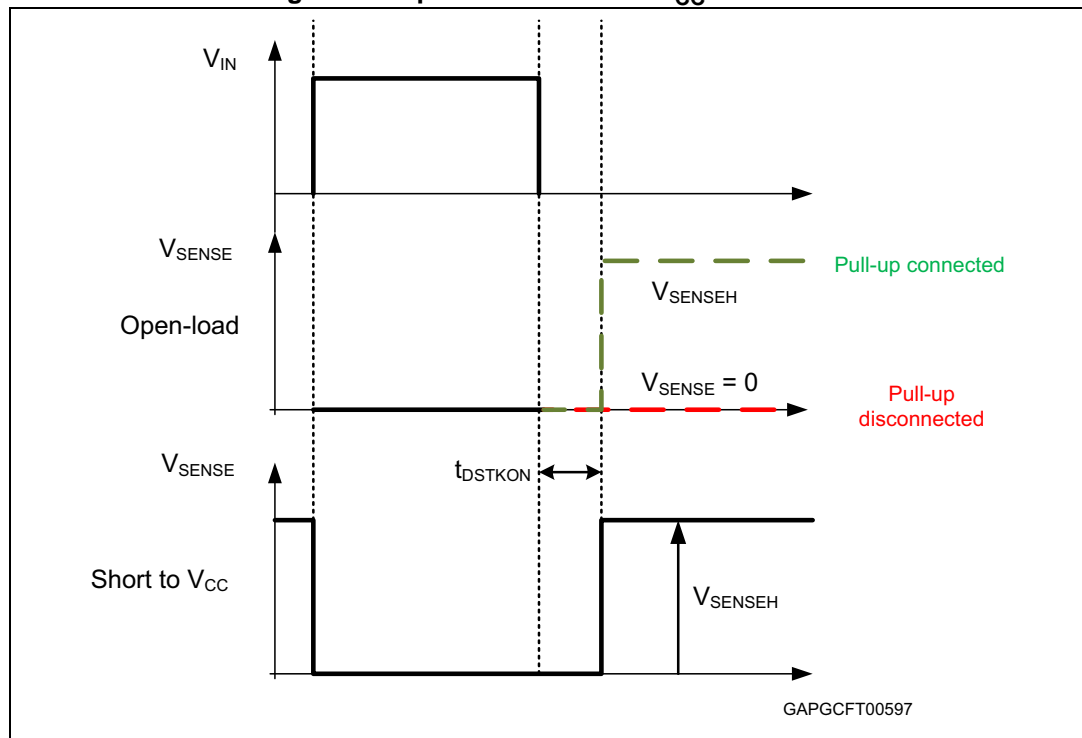 V_IN
V_SENSE
Pull-up connected
V_SENSEH
Open-load
V_SENSE = 0
Pull-up
disconnected
V_SENSE
t_DSTKON
Short to V_CC
V_SENSEH
GAPGCFT00597